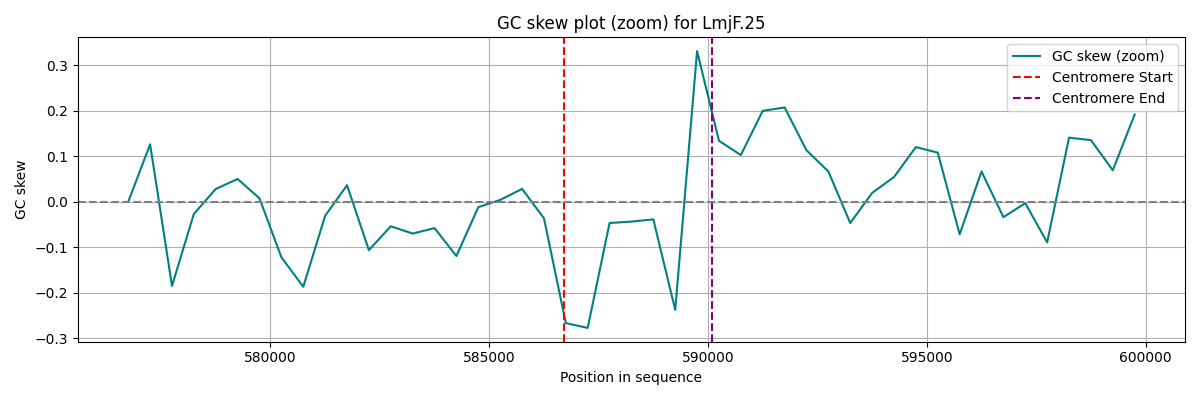 GC skew plot (zoom) for LmjF.25
GC skew
0.3
0.2
0.1
0.0
−0.1
−0.2
−0.3
GC skew (zoom)
Centromere Start
Centromere End
580000
585000
590000
595000
600000
Position in sequence